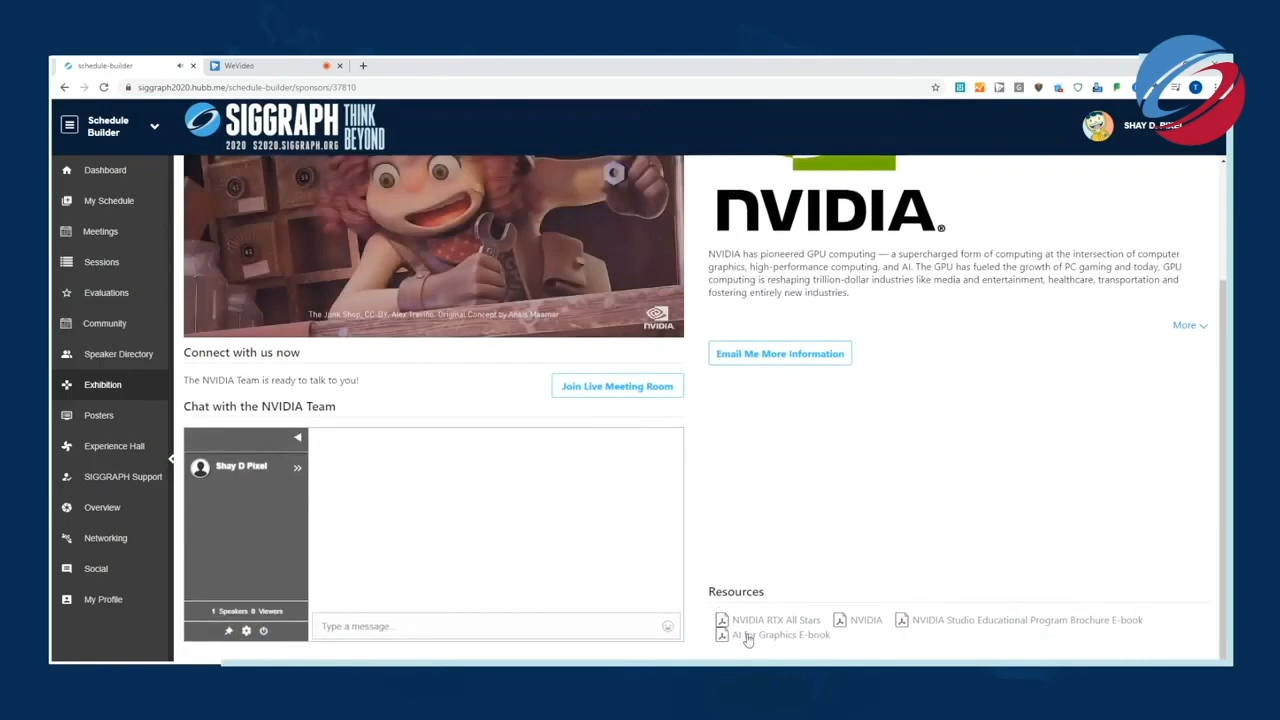 schedule-builder
WeVideo
siggraph2020.hubb.me/schedule-builder/sponsors/37810
Schedule
Builder
SIGGRAPH
THINK
BEYOND
2020 S2020.SIGGRAPH.ORG
SHAY D. PIXEL
Dashboard
My Schedule
Meetings
Sessions
Evaluations
Community
Speaker Directory
Exhibition
Posters
Experience Hall
SIGGRAPH Support
Overview
Networking
Social
My Profile
The Junk Shop, CC-BY, Alex Trevino. Original Concept by Anaïs Maamar
NVIDIA
Connect with us now
The NVIDIA Team is ready to talk to you!
Join Live Meeting Room
Chat with the NVIDIA Team
Shay D Pixel
1 Speakers 0 Viewers
Type a message...
NVIDIA®
NVIDIA has pioneered GPU computing — a supercharged form of computing at the intersection of computer
graphics, high-performance computing, and AI. The GPU has fueled the growth of PC gaming and today, GPU
computing is reshaping trillion-dollar industries like media and entertainment, healthcare, transportation and
fostering entirely new industries.
More
Email Me More Information
Resources
NVIDIA RTX All Stars
NVIDIA
NVIDIA Studio Educational Program Brochure E-book
AI for Graphics E-book